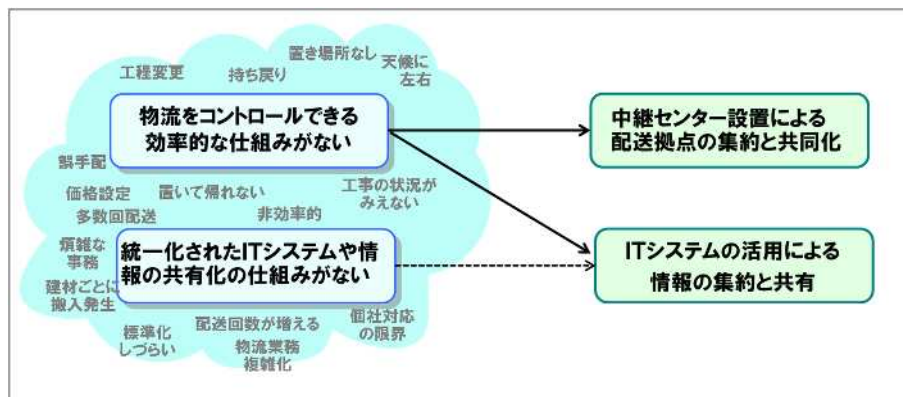 置き場所なし
工程変更
持ち戻り
天候に
左右
物流をコントロールできる
効率的な仕組みがない
中継センター設置による
配送拠点の集約と共同化
誤手配
価格設定
置いて帰れない
工事の状況が
みえない
多数回配送
非効率的
煩雑な
事務
統一化されたITシステムや情
報の共有化の仕組みがない
ITシステムの活用による
情報の集約と共有
建材ごとに
搬入発生
標準化
しづらい
配送回数が増える
物流業務
複雑化
個社対応
の限界